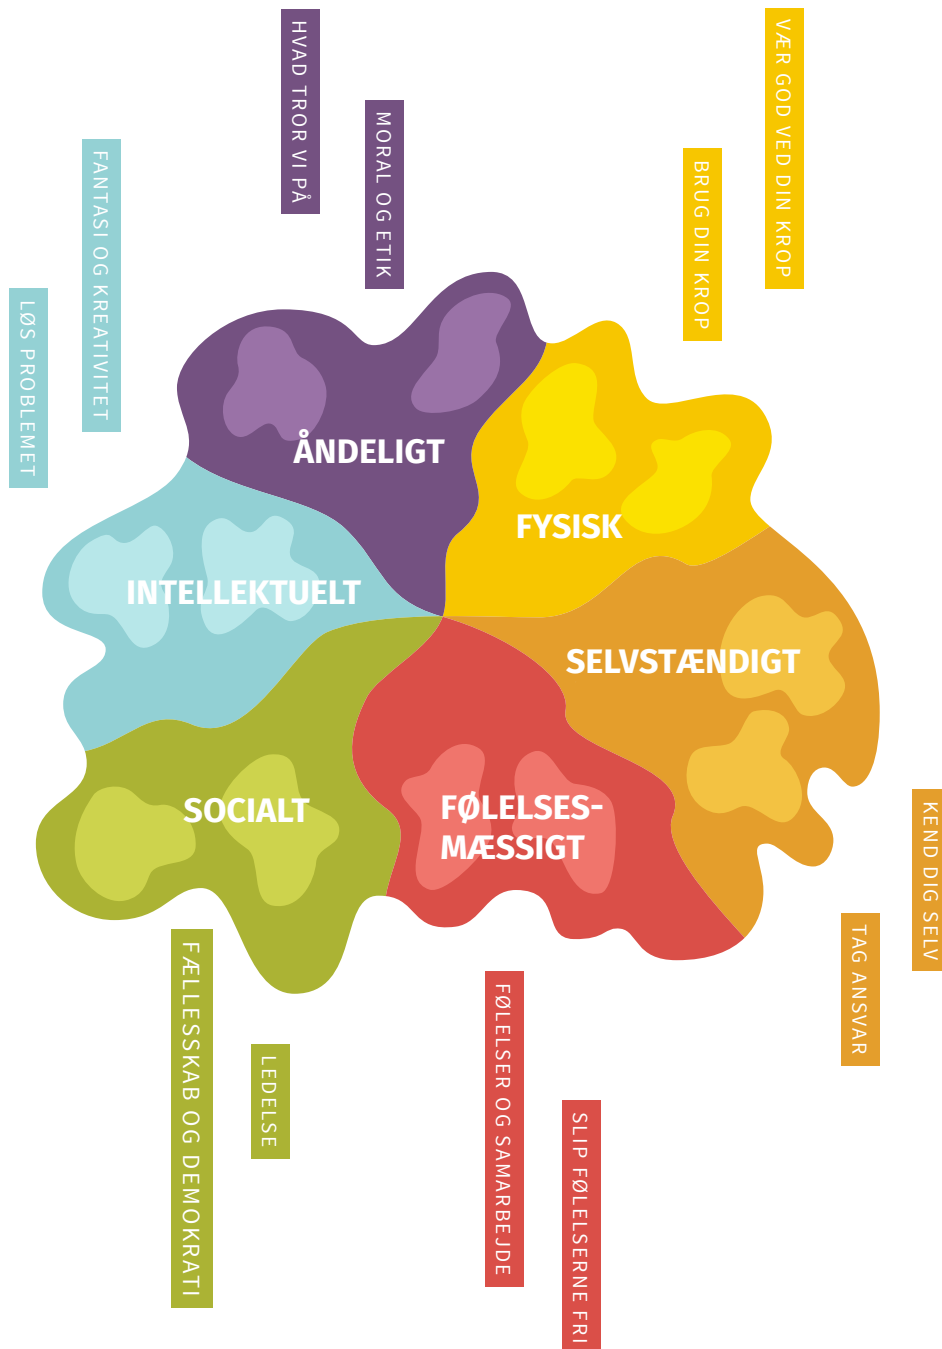 HVAD TROR VI PÅ
MORAL OG ETIK
VÆR GOD VED DIN KROP
BRUG DIN KROP
FANTASI OG KREATIVITET
LØS PROBLEMET
ÅNDELIGT
FYSISK
INTELLEKTUELT
SELVSTÆNDIGT
SOCIALT
FØLELSES-
MÆSSIGT
KEND DIG SELV
TAG ANSVAR
FÆLLESSKAB OG DEMOKRATI
LEDELSE
FØLELSER OG SAMARBEJDE
SLIP FØLELSERNE FRI